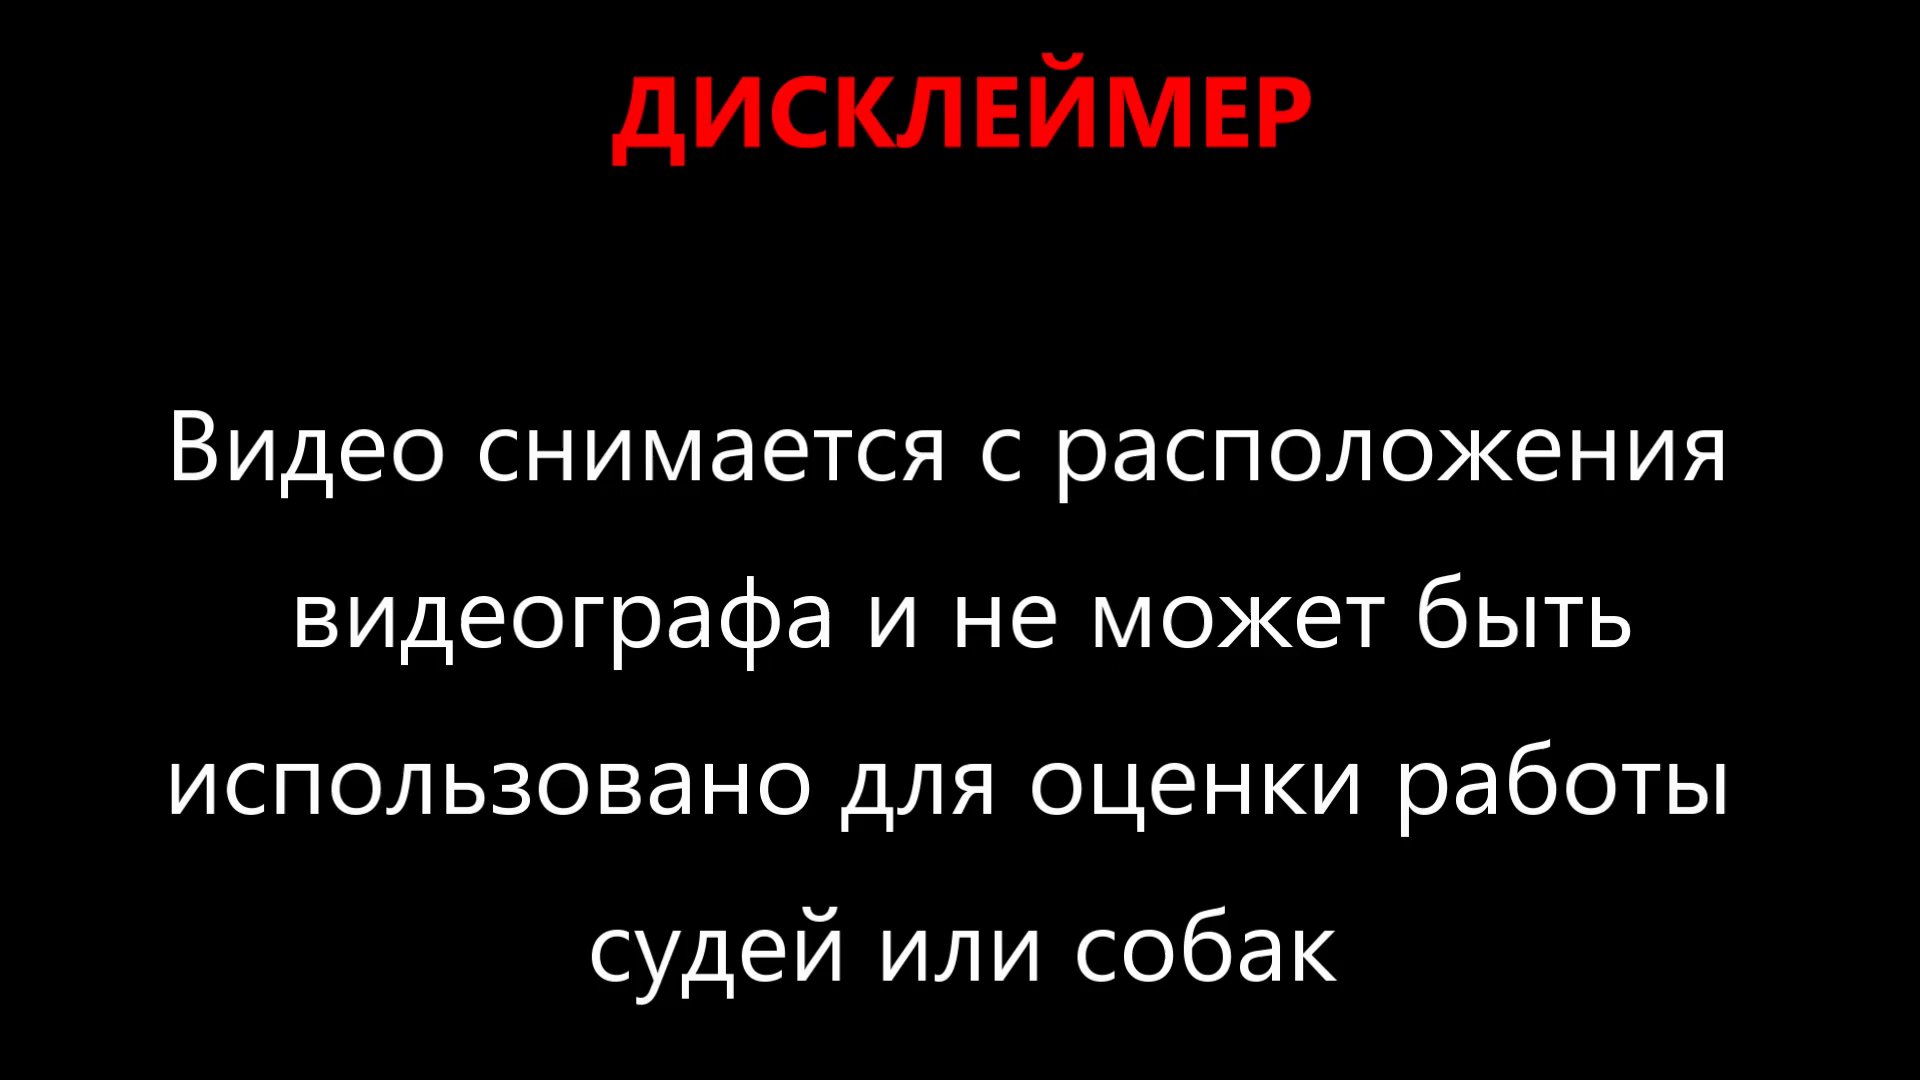 ДИСКЛЕЙМЕР
Видео снимается с расположения
видеографа и не может быть
использовано для оценки работы
судей или собак